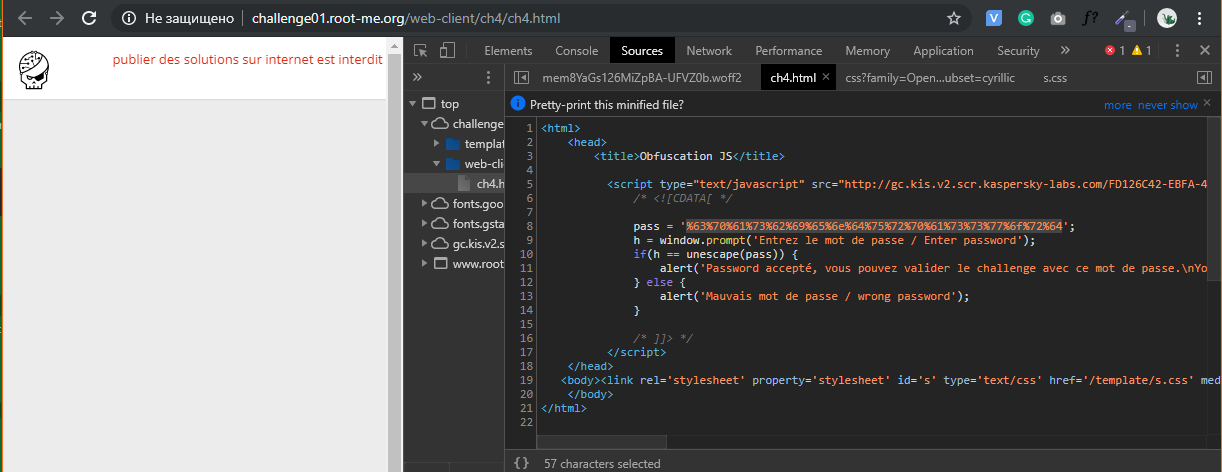 Не защищено | challenge01.root-me.org/web-client/ch4/ch4.html
publier des solutions sur internet est interdit
Elements Console Sources Network Performance Memory Application Security » 1 1
» mem8YaGs126MiZpBA-UFVZ0b.woff2 ch4.html × css?family=Open…ubset=cyrillic s.css
top
challenge
templat
web-clie
ch4.h
fonts.goo
fonts.gsta
gc.kis.v2.s
www.root
Pretty-print this minified file? more never show ×
1 <html>
2 <head>
3 <title>Obfuscation JS</title>
4
5 <script type="text/javascript" src="http://gc.kis.v2.scr.kaspersky-labs.com/FD126C42-EBFA-4
6 /* <![CDATA[ */
7
8 pass = '%63%70%61%73%62%69%65%6e%64%75%72%70%61%73%73%77%6f%72%64';
9 h = window.prompt('Entrez le mot de passe / Enter password');
10 if(h == unescape(pass)) {
11 alert('Password accepté, vous pouvez valider le challenge avec ce mot de passe.\nYo
12 } else {
13 alert('Mauvais mot de passe / wrong password');
14 }
15
16 /* ]]> */
17 </script>
18 </head>
19 <body><link rel='stylesheet' property='stylesheet' id='s' type='text/css' href='/template/s.css' med
20 </body>
21 </html>
22
{} 57 characters selected